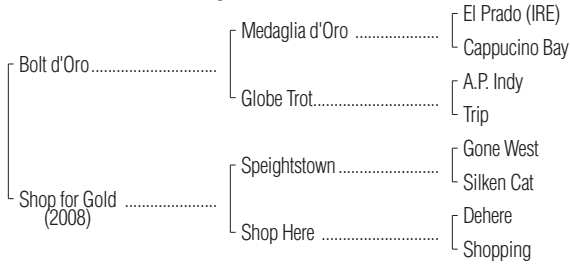 El Prado (IRE)
Medaglia d'Oro ..................
Cappucino Bay
Bolt d'Oro...........................
A.P. Indy
Globe Trot...........................
Trip
Gone West
Speightstown ......................
Silken Cat
Shop for Gold ....................
(2008)
Dehere
Shop Here .........................
Shopping